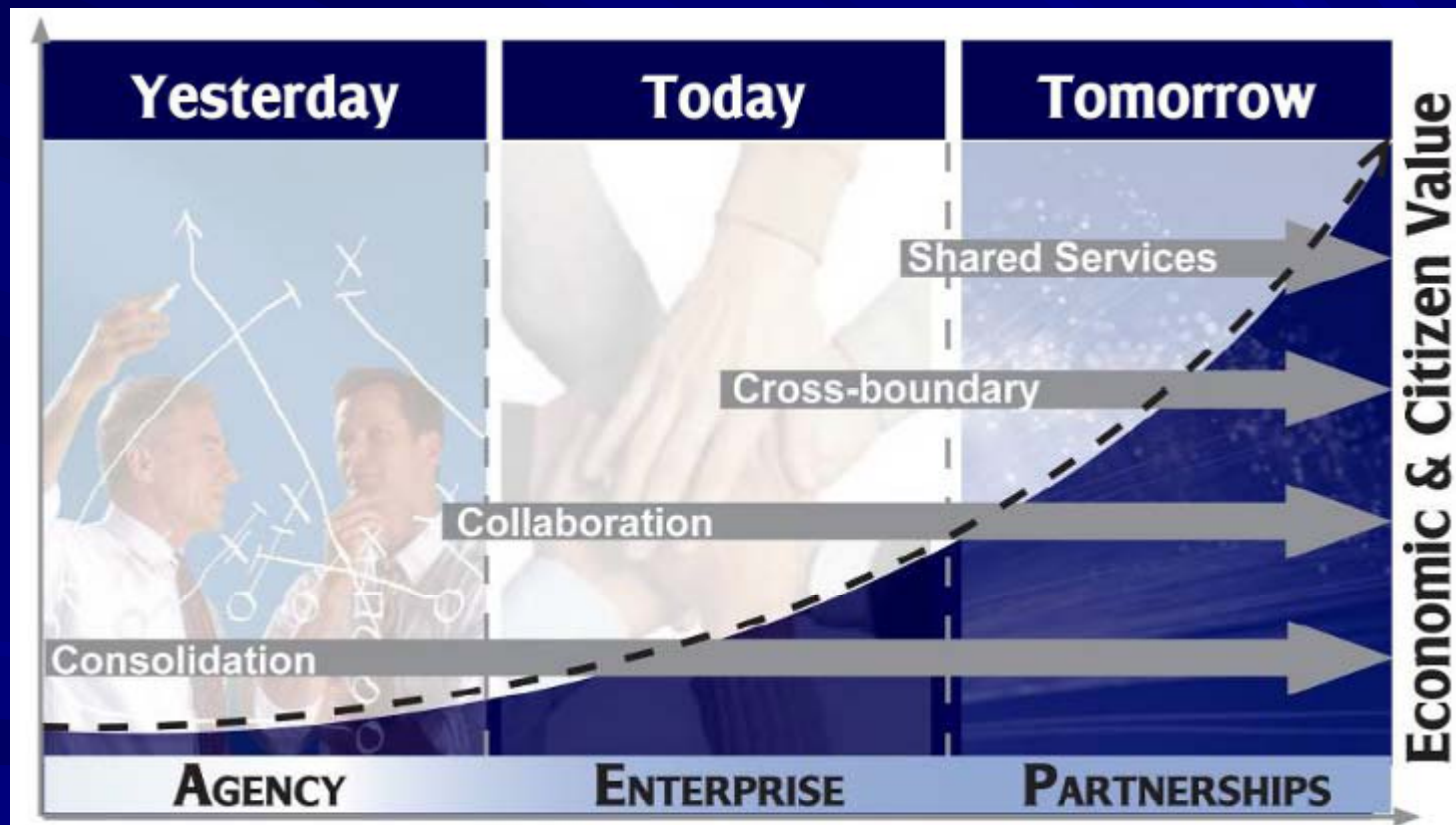 Yesterday
Today
Tomorrow
Shared Services
Cross-boundary
Collaboration
Consolidation
AGENCY
ENTERPRISE
PARTNERSHIPS
Economic & Citizen Value